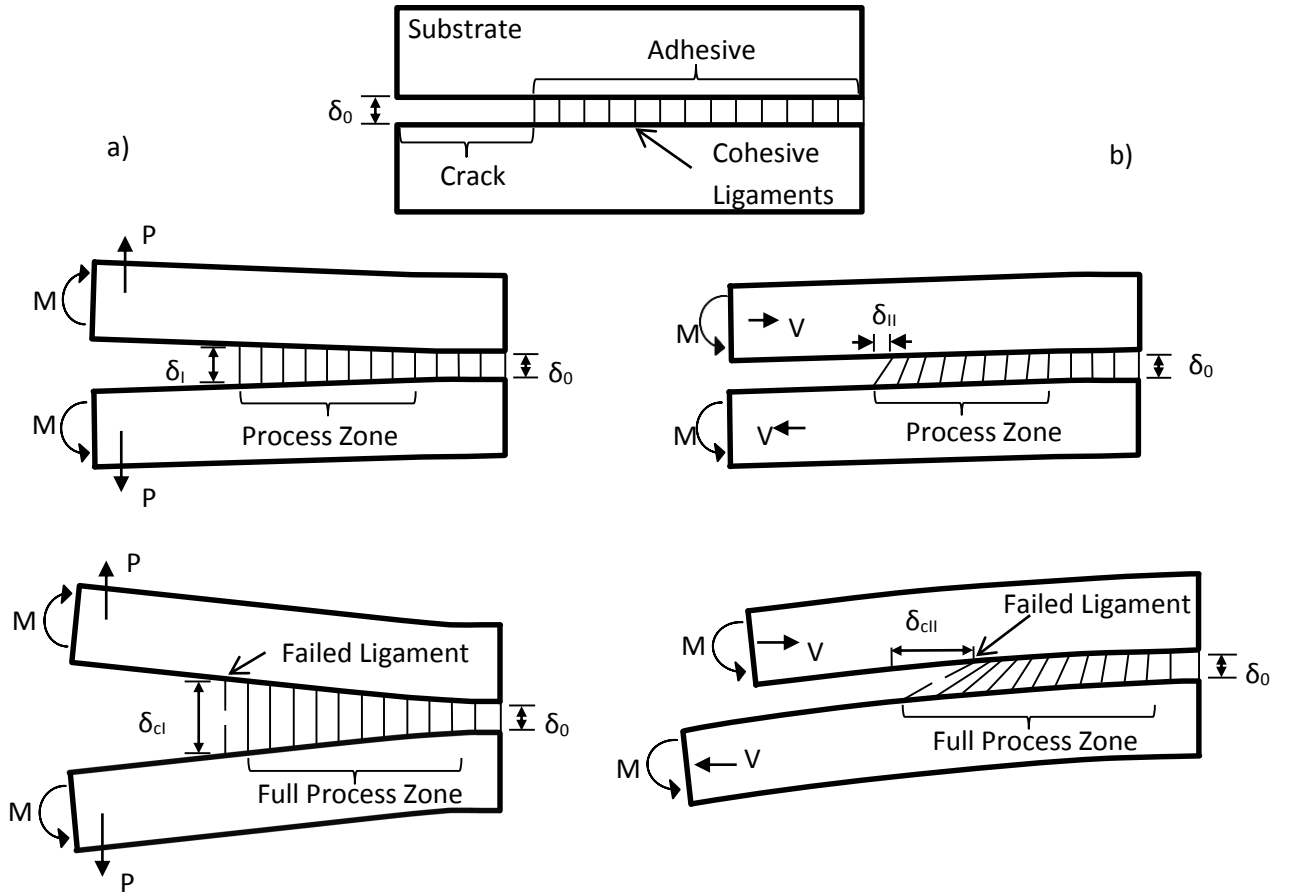 Substrate
Adhesive
δ₀
a)
b)
Crack
Cohesive
Ligaments
P
M
δI
δ₀
M
Process Zone
P
M
V
δII
δ₀
M
V
Process Zone
P
M
Failed Ligament
δcI
δ₀
M
Full Process Zone
P
M
V
δcII
Failed Ligament
δ₀
M
V
Full Process Zone